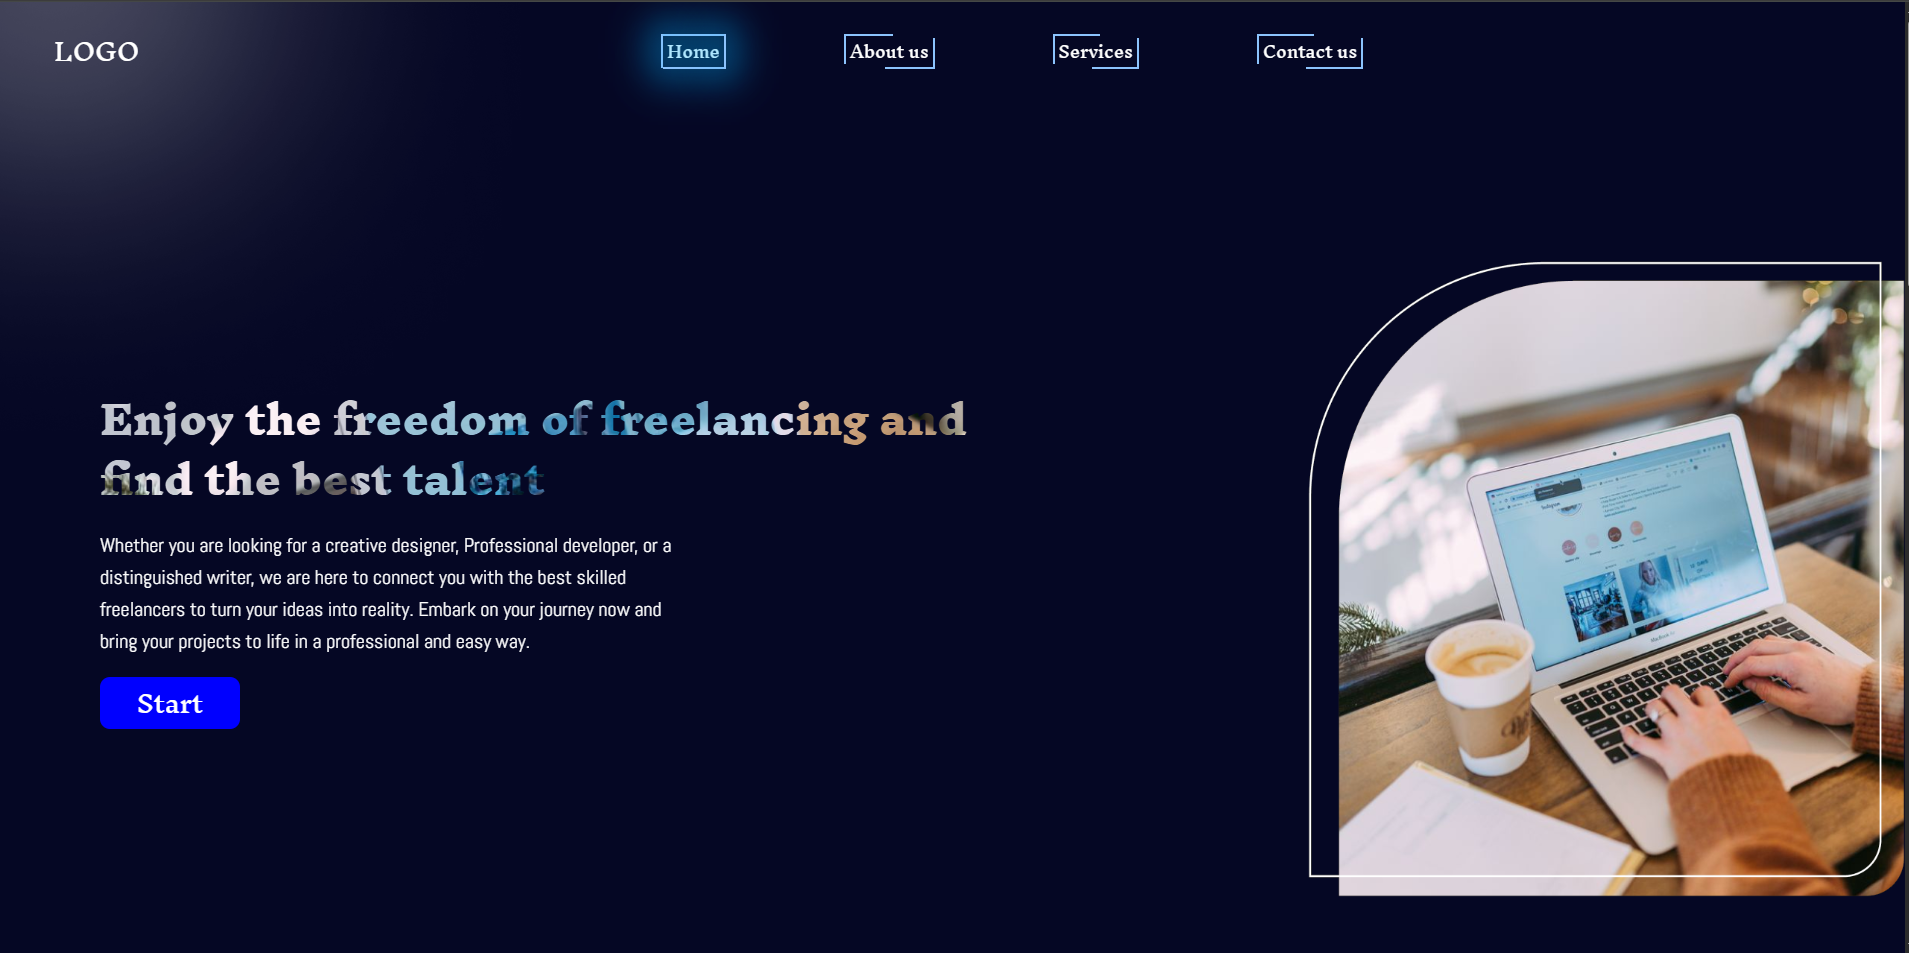 LOGO
Home
About us
Services
Contact us
Enjoy the freedom of freelancing and
find the best talent
Whether you are looking for a creative designer, Professional developer, or a
distinguished writer, we are here to connect you with the best skilled
freelancers to turn your ideas into reality. Embark on your journey now and
bring your projects to life in a professional and easy way.
Start